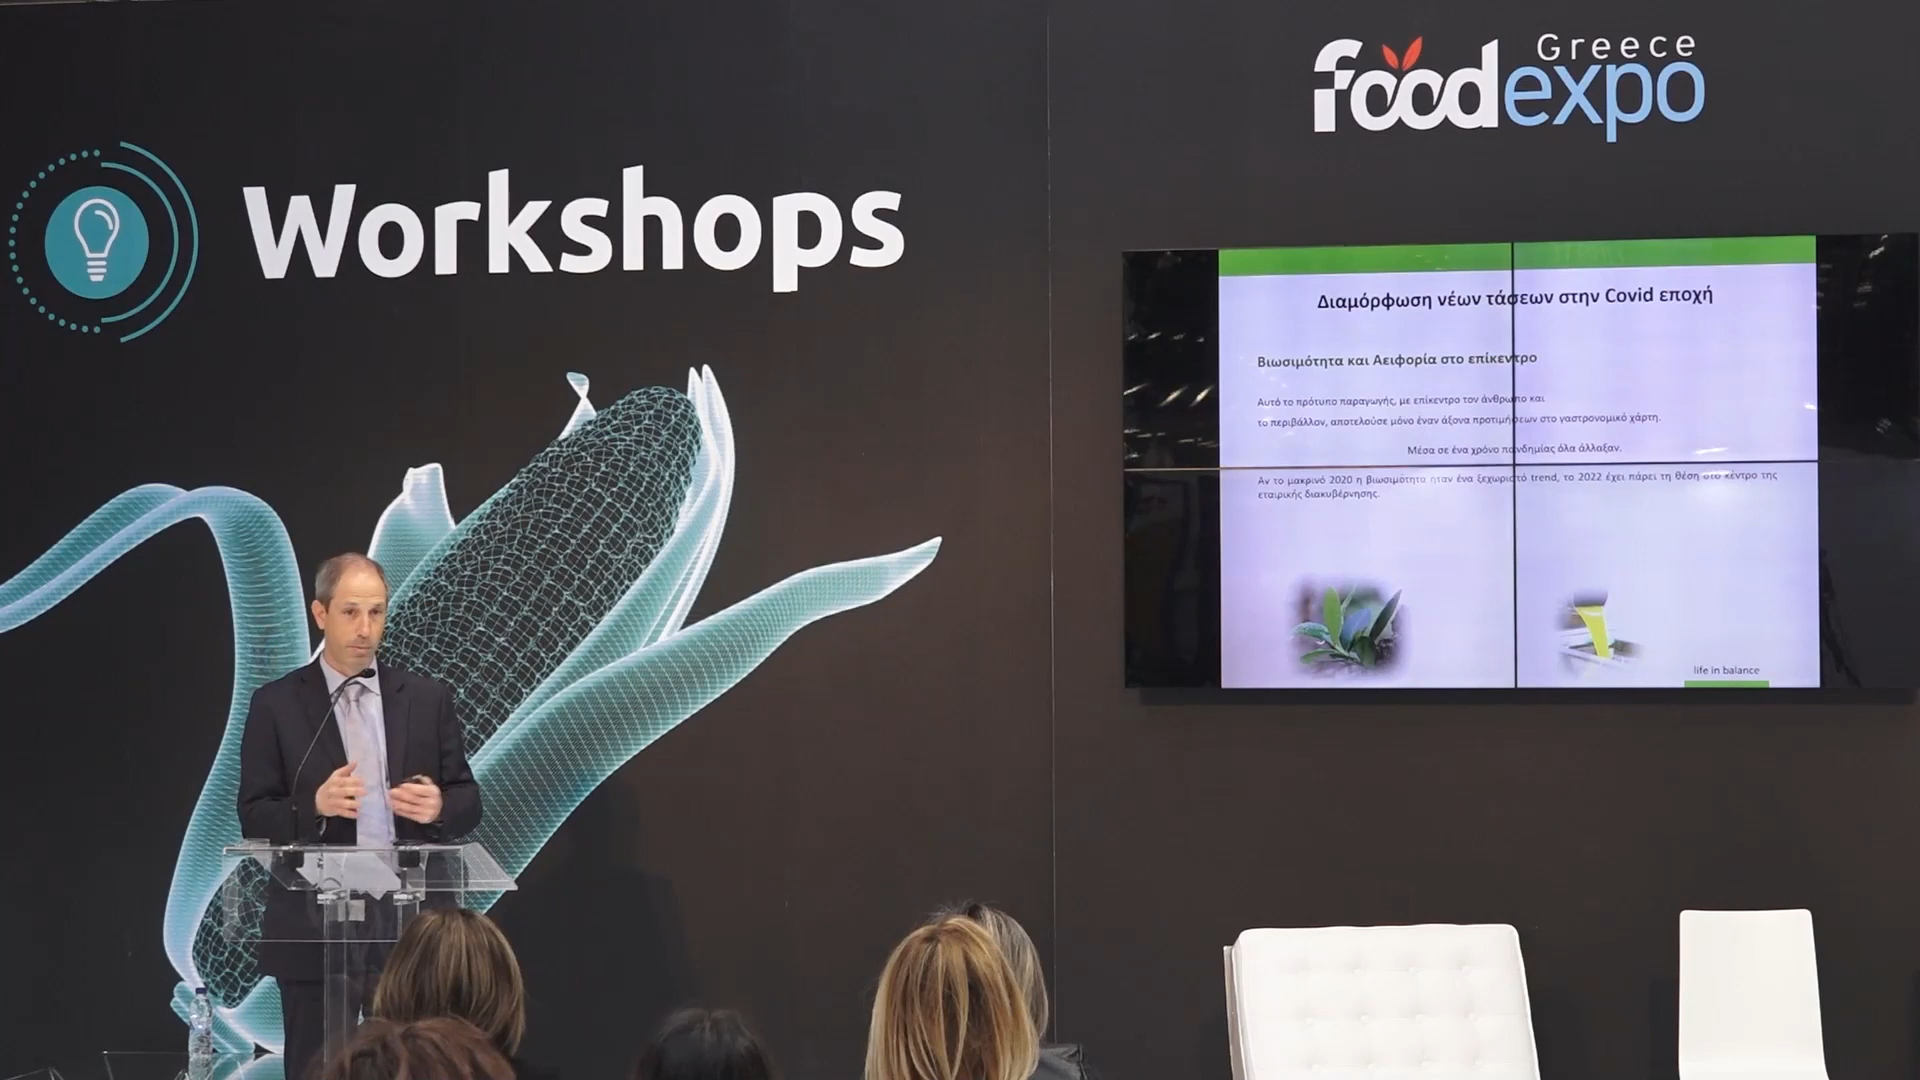 Workshops
Greece
foodexpo
Διαμόρφωση νέων τάσεων στην Covid εποχή
Βιωσιμότητα και Αειφορία στο επίκεντρο
Αυτό το πρότυπο παραγωγής, με επίκεντρο τον άνθρωπο και
το περιβάλλον, αποτελούσε μόνο έναν άξονα προτιμήσεων στο γαστρονομικό χάρτη.
Μέσα σε ένα χρόνο πανδημίας όλα άλλαξαν.
Αν το μακρινό 2020 η βιωσιμότητα ήταν ένα ξεχωριστό trend, το 2022 έχει πάρει τη θέση στο κέντρο της
εταιρικής διακυβέρνησης.
life in balance